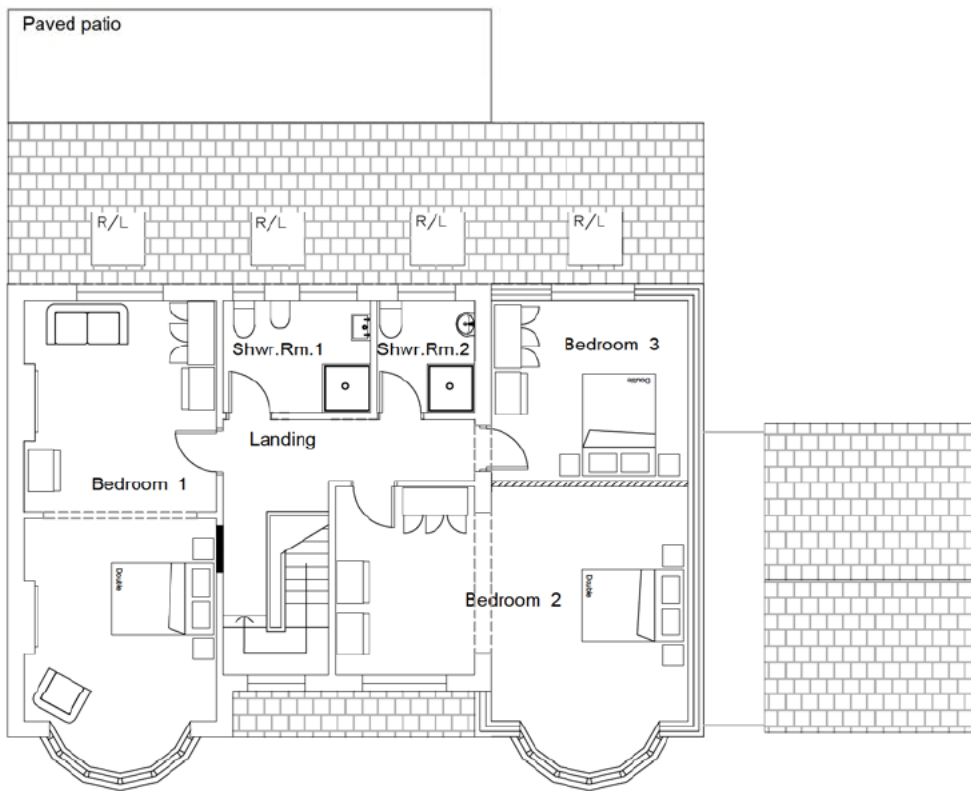 Paved patio
R/L
R/L
R/L
R/L
Shwr.Rm.1
Shwr.Rm.2
Bedroom 3
Double
Landing
Bedroom 1
Double
Bedroom 2
Double